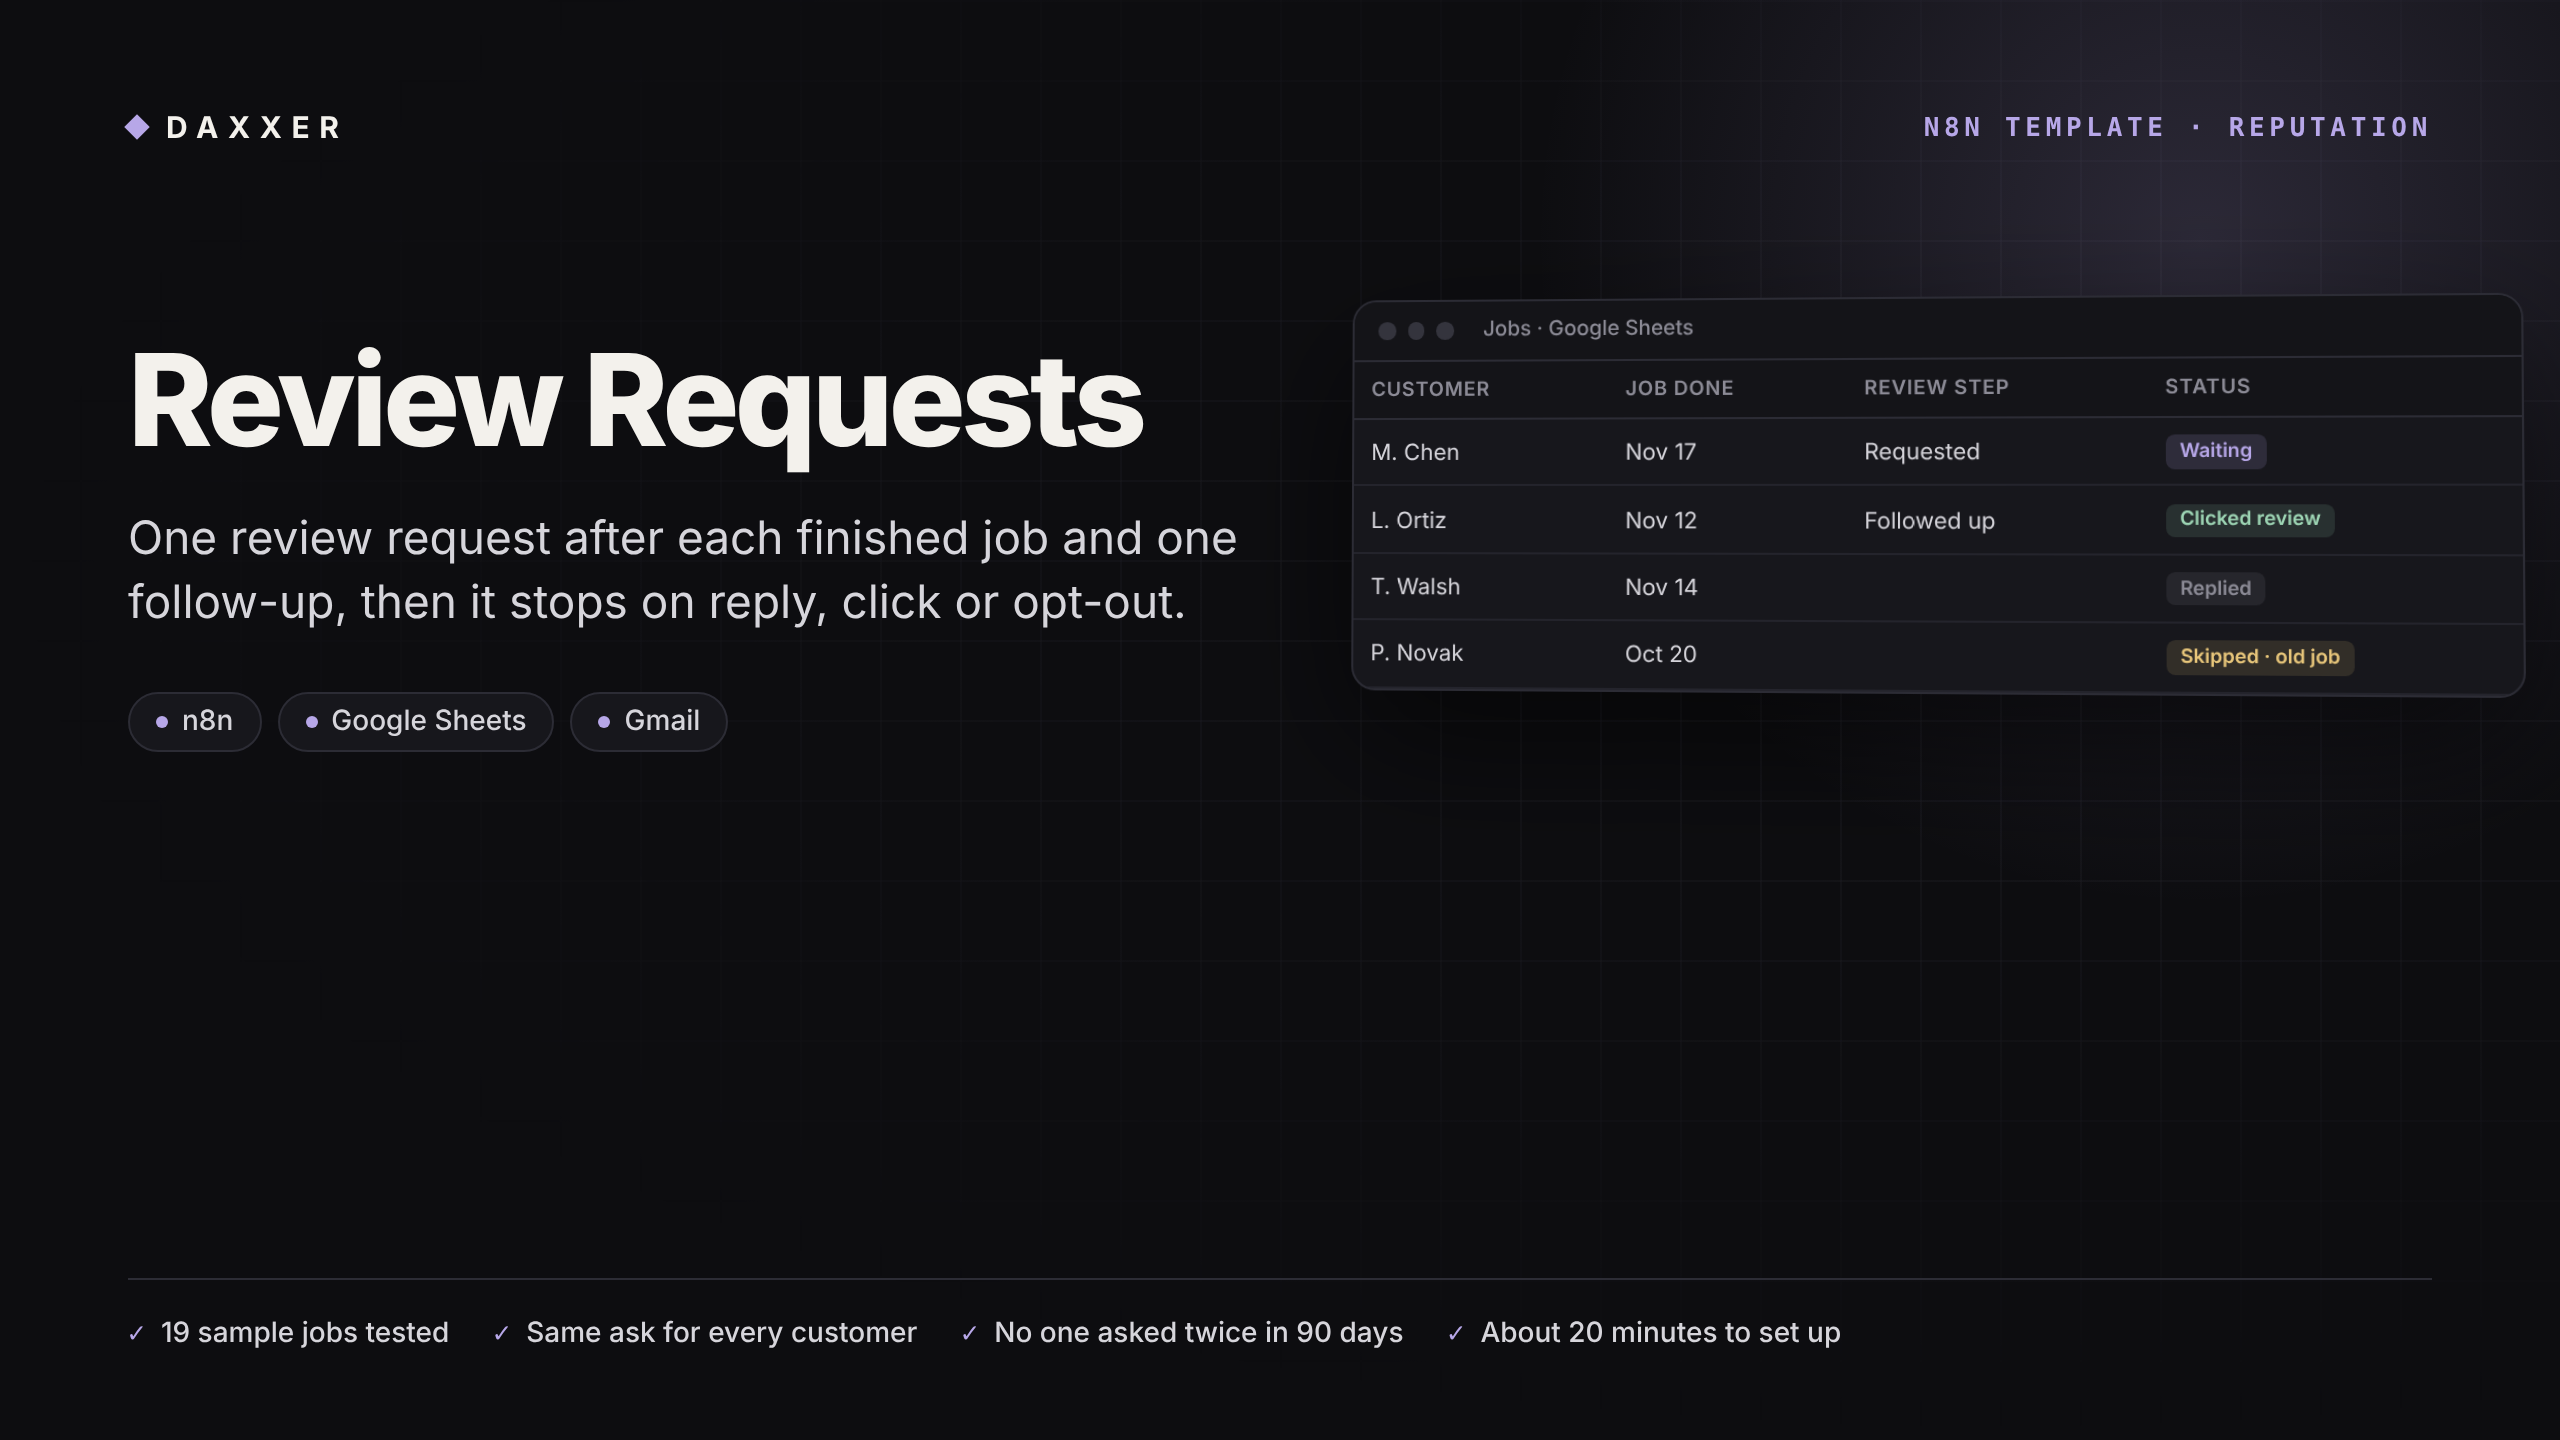 DAXXER
N8N TEMPLATE · REPUTATION
Review Requests
One review request after each finished job and one
follow-up, then it stops on reply, click or opt-out.
n8n
Google Sheets
Gmail
Jobs · Google Sheets
CUSTOMER JOB DONE REVIEW STEP STATUS
M. Chen Nov 17 Requested Waiting
L. Ortiz Nov 12 Followed up Clicked review
T. Walsh Nov 14 Replied
P. Novak Oct 20 Skipped · old job
✓ 19 sample jobs tested ✓ Same ask for every customer ✓ No one asked twice in 90 days ✓ About 20 minutes to set up